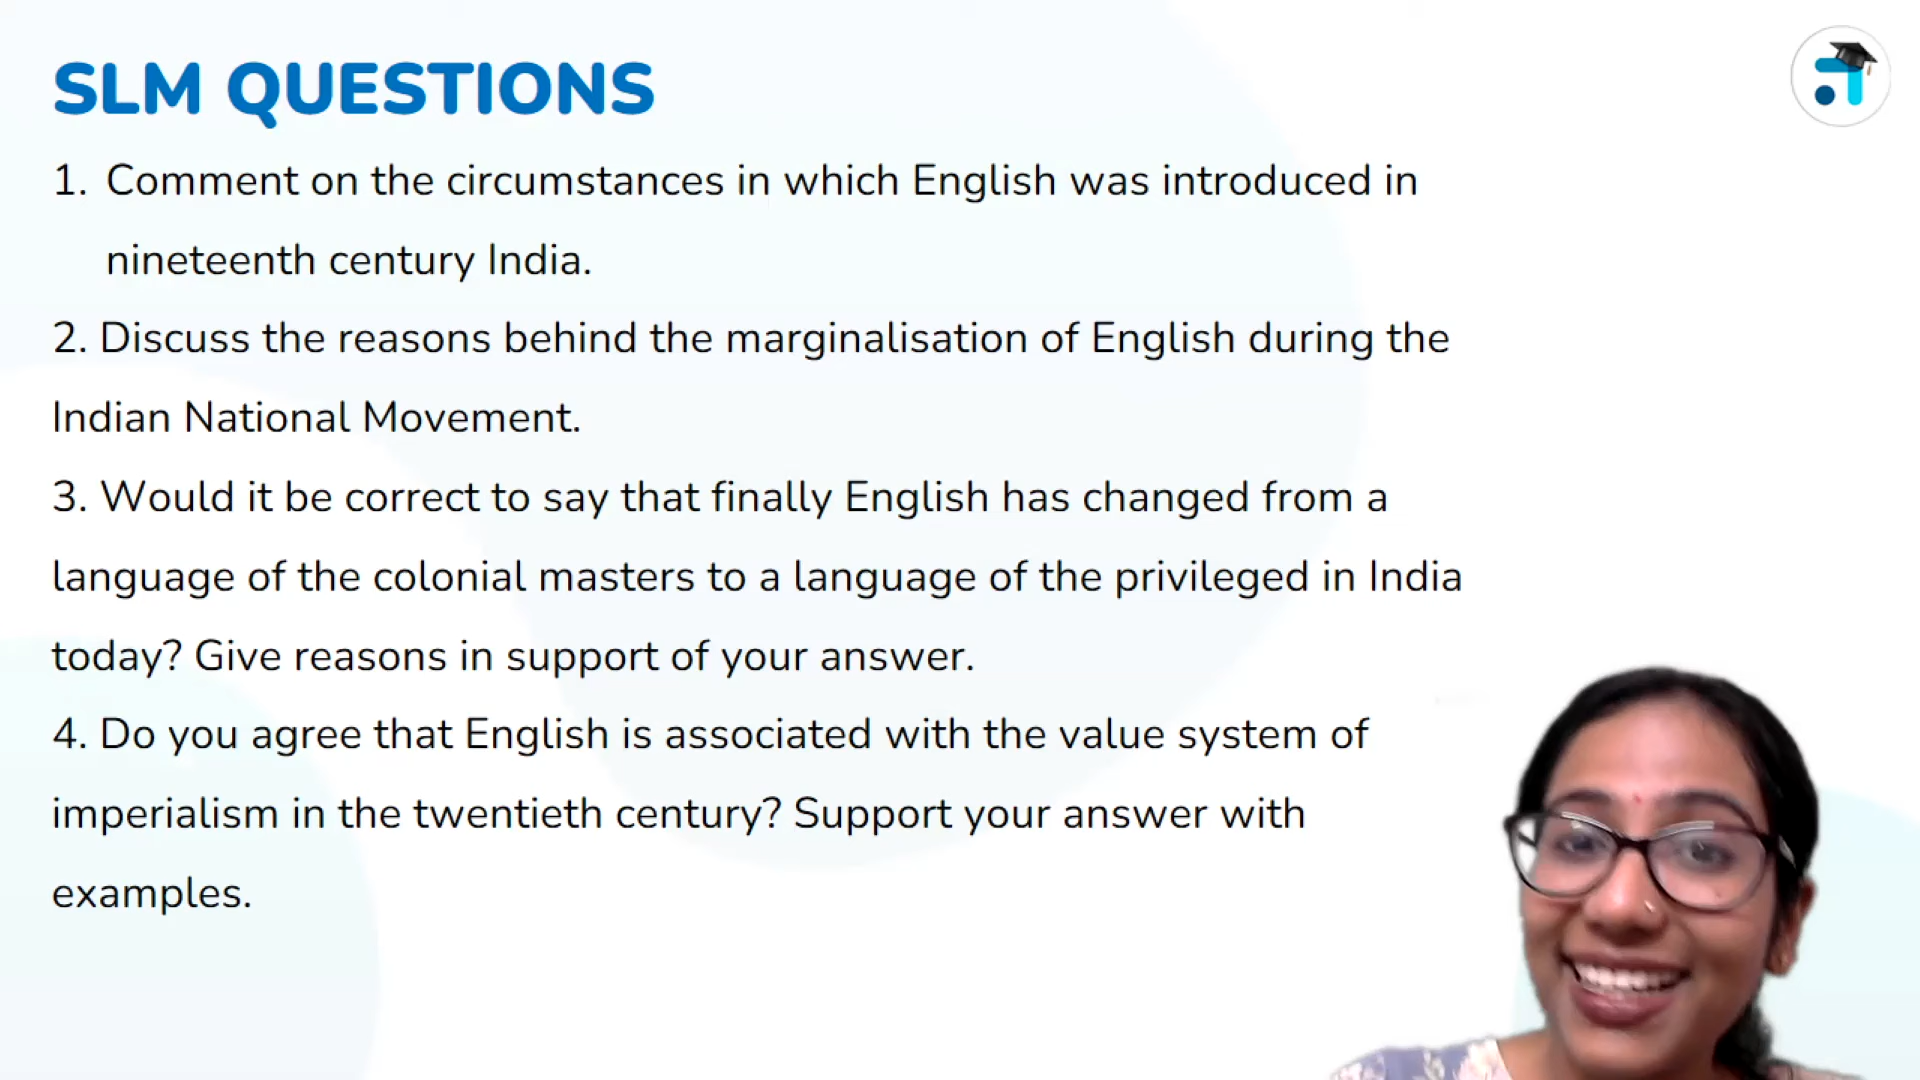 SLM QUESTIONS
1. Comment on the circumstances in which English was introduced in
nineteenth century India.
2. Discuss the reasons behind the marginalisation of English during the
Indian National Movement.
3. Would it be correct to say that finally English has changed from a
language of the colonial masters to a language of the privileged in India
today? Give reasons in support of your answer.
4. Do you agree that English is associated with the value system of
imperialism in the twentieth century? Support your answer with
examples.